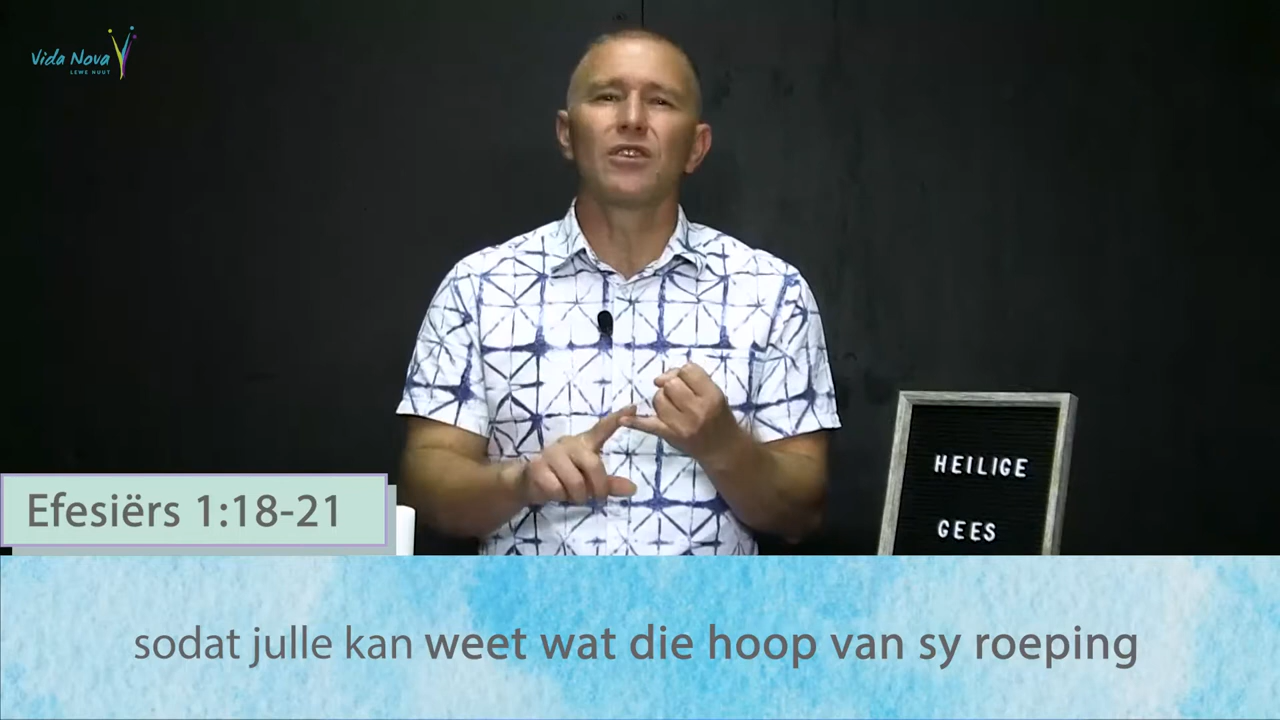 Vida Nova
LEWE NUUT
HEILIGE
GEES
Efesiërs 1:18-21
sodat julle kan weet wat die hoop van sy roeping